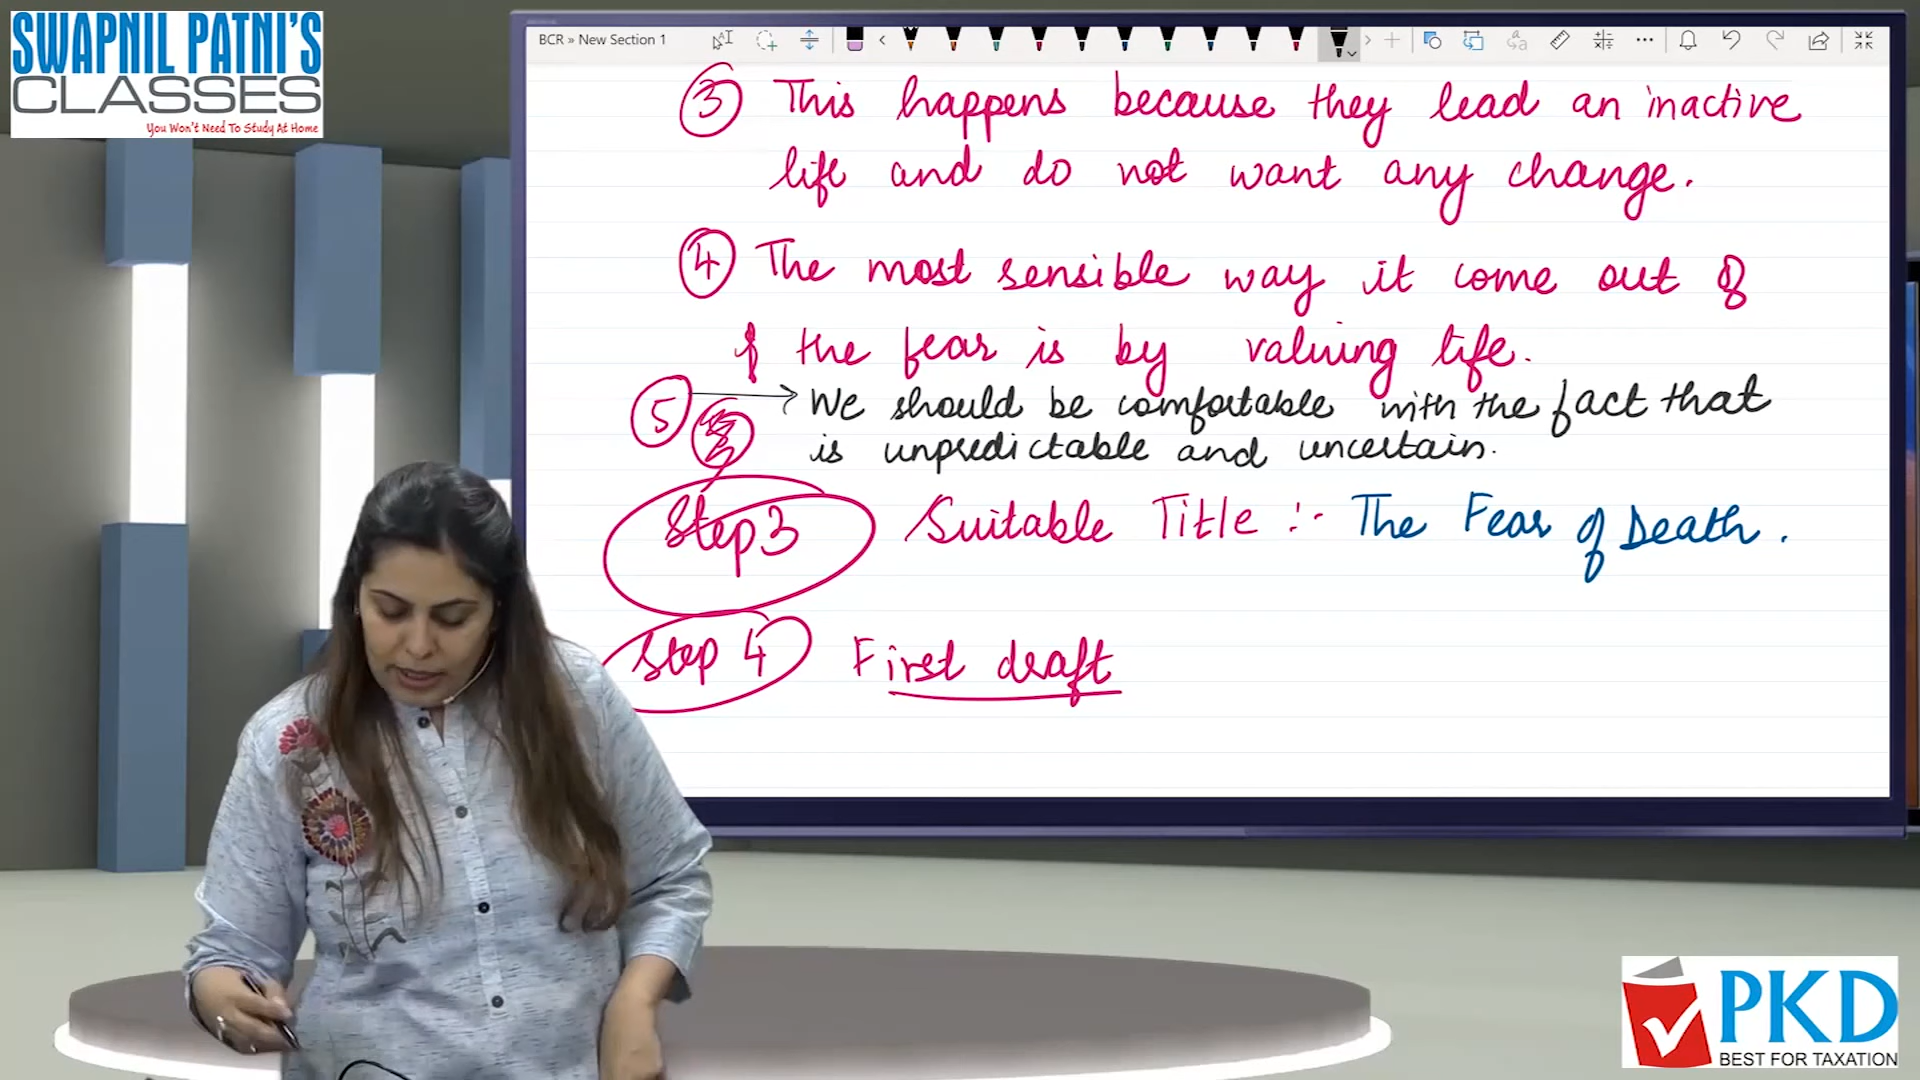 SWAPNIL PATNI'S
CLASSES
You Won't Need To Study At Home
BCR » New Section 1
3 This happens because they lead an inactive
life and do not want any change.
4 The most sensible way it come out of
of the fear is by valuing life.
5 We should be comfortable with the fact that
is unpredictable and uncertain.
Step 3 Suitable Title :- The Fear of Death.
Step 4 First draft
PKD
BEST FOR TAXATION